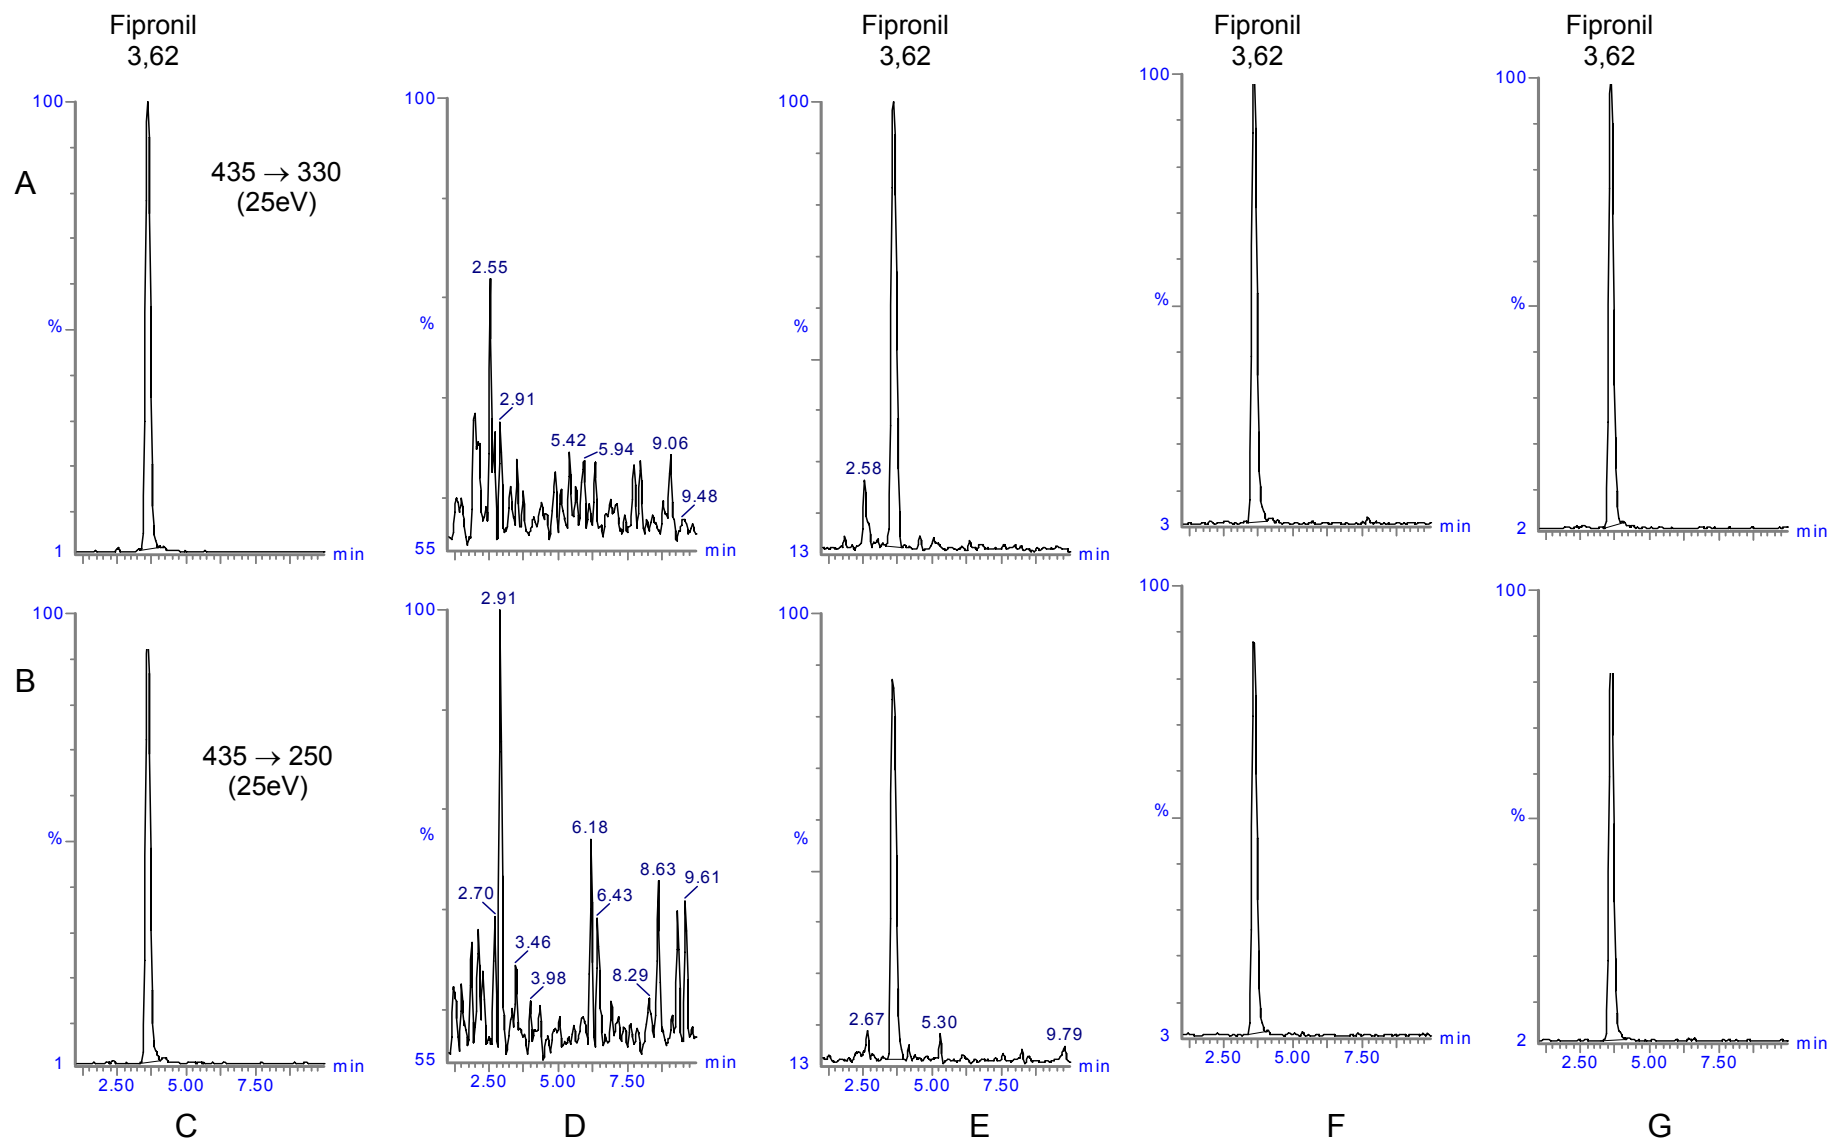 Fipronil
3,62
Fipronil
3,62
Fipronil
3,62
Fipronil
3,62
A
100
%
1
min
435 → 330
(25eV)
100
%
55
min
2.55
2.91
5.42
5.94
9.06
9.48
100
%
13
min
2.58
100
%
3
min
100
%
2
min
B
100
%
1
min
435 → 250
(25eV)
2.50 5.00 7.50
100
%
55
min
2.91
2.70
3.46
3.98
6.18
6.43
8.29
8.63
9.61
2.50 5.00 7.50
100
%
13
min
2.67
5.30
9.79
2.50 5.00 7.50
100
%
3
min
2.50 5.00 7.50
100
%
2
min
2.50 5.00 7.50
C D E F G